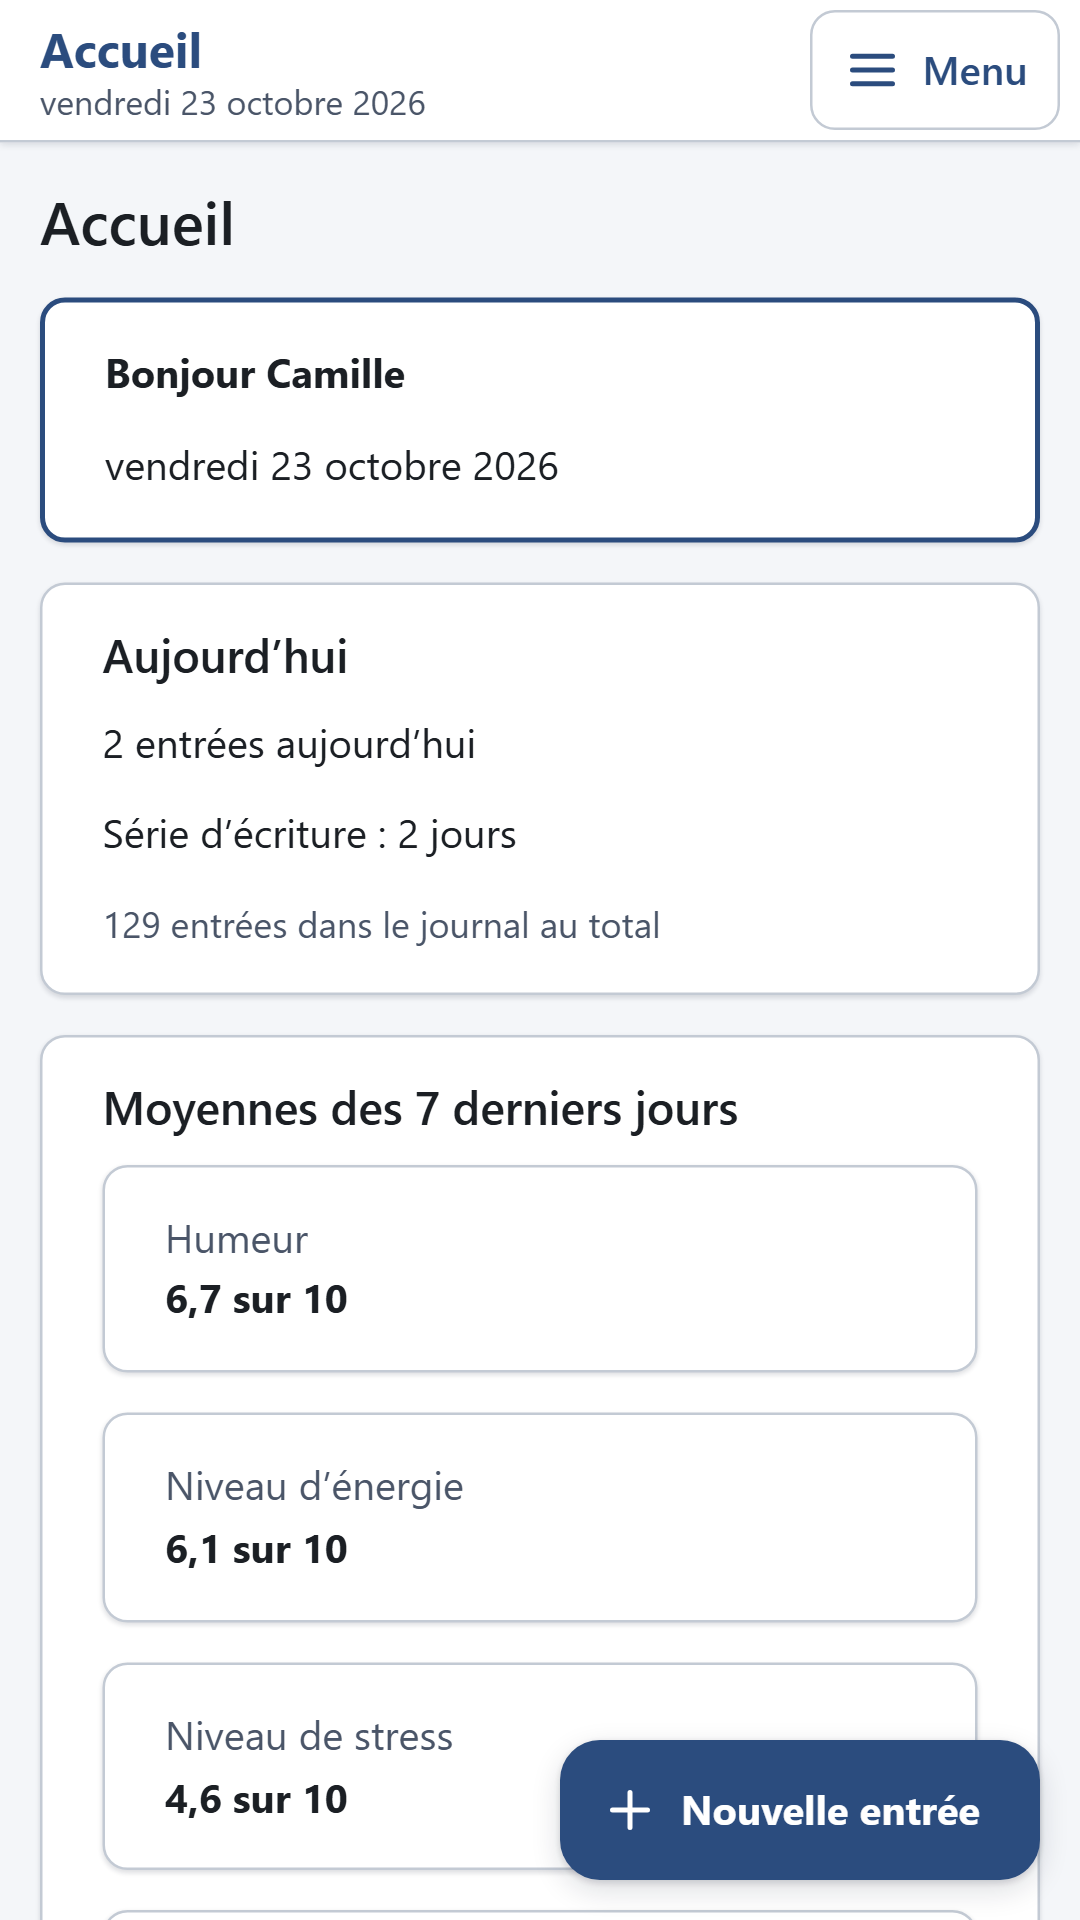 Accueil
vendredi 23 octobre 2026
Menu
Accueil
Bonjour Camille
vendredi 23 octobre 2026
Aujourd’hui
2 entrées aujourd’hui
Série d’écriture : 2 jours
129 entrées dans le journal au total
Moyennes des 7 derniers jours
Humeur
6,7 sur 10
Niveau d’énergie
6,1 sur 10
Niveau de stress
4,6 sur 10
Nouvelle entrée